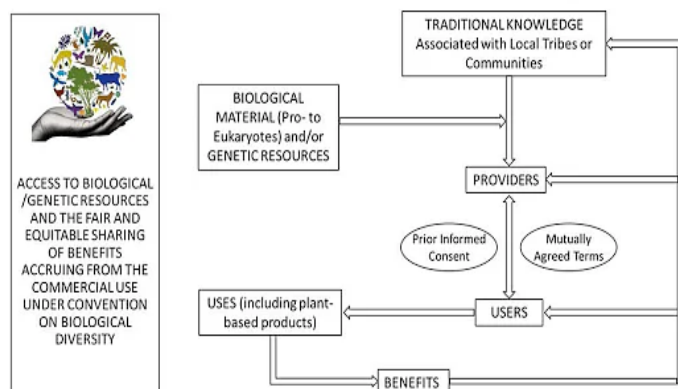 ACCESS TO BIOLOGICAL
/GENETIC RESOURCES
AND THE FAIR AND
EQUITABLE SHARING
OF BENEFITS
ACCRUING FROM THE
COMMERCIAL USE
UNDER CONVENTION
ON BIOLOGICAL
DIVERSITY
TRADITIONAL KNOWLEDGE
Associated with Local Tribes or
Communities
BIOLOGICAL
MATERIAL (Pro- to
Eukaryotes) and/or
GENETIC RESOURCES
PROVIDERS
Prior Informed
Consent
Mutually
Agreed Terms
USES (including plant-
based products)
USERS
BENEFITS